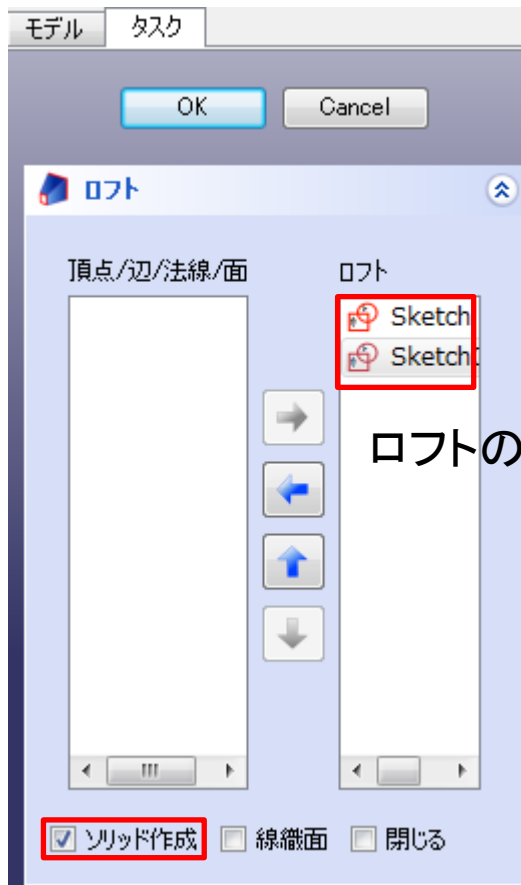 モデル タスク
OK Cancel
ロフト
頂点/辺/法線/面 ロフト
Sketch
Sketch
ロフトの
ソリッド作成 線織面 閉じる